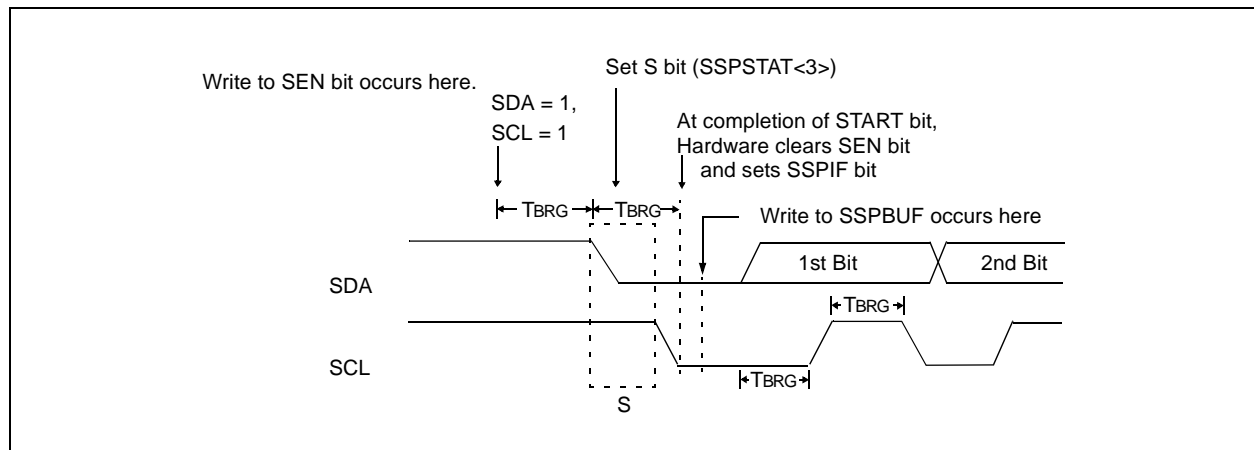 Set S bit (SSPSTAT<3>)
Write to SEN bit occurs here.
SDA = 1,
SCL = 1
At completion of START bit,
Hardware clears SEN bit
and sets SSPIF bit
TBRG TBRG
Write to SSPBUF occurs here
1st Bit 2nd Bit
SDA
TBRG
SCL
TBRG
S